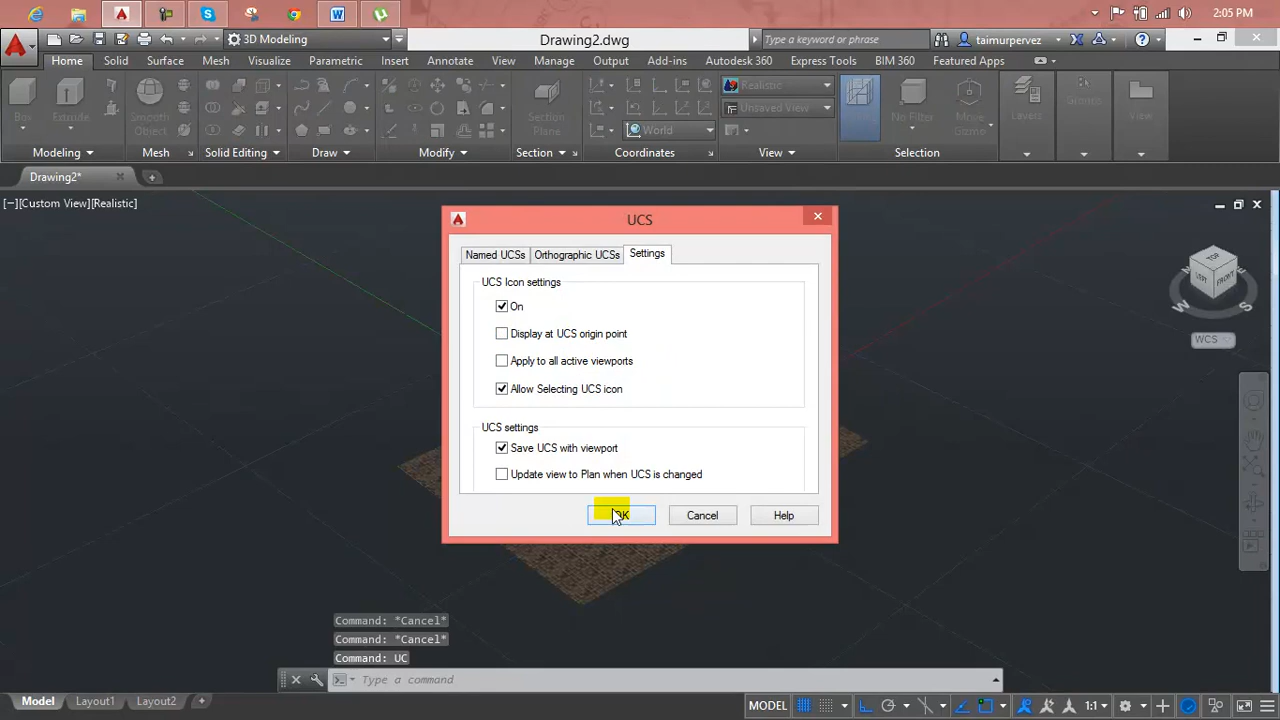 2:05 PM
3D Modeling
Drawing2.dwg
Type a keyword or phrase
taimurpervez
Home Solid Surface Mesh Visualize Parametric Insert Annotate View Manage Output Add-ins Autodesk 360 Express Tools BIM 360 Featured Apps
Realistic
Unsaved View
World
Box Extrude Smooth Object Section Plane No Filter Move Gizmo Layers Groups View
Modeling Mesh Solid Editing Draw Modify Section Coordinates View Selection
Drawing2*
[−][Custom View][Realistic]
UCS
Named UCSs Orthographic UCSs Settings
UCS Icon settings
On
Display at UCS origin point
Apply to all active viewports
Allow Selecting UCS icon
UCS settings
Save UCS with viewport
Update view to Plan when UCS is changed
OK Cancel Help
TOP
LEFT FRONT
W S
WCS
Command: *Cancel*
Command: *Cancel*
Command: UC
Type a command
Model Layout1 Layout2
MODEL 1:1